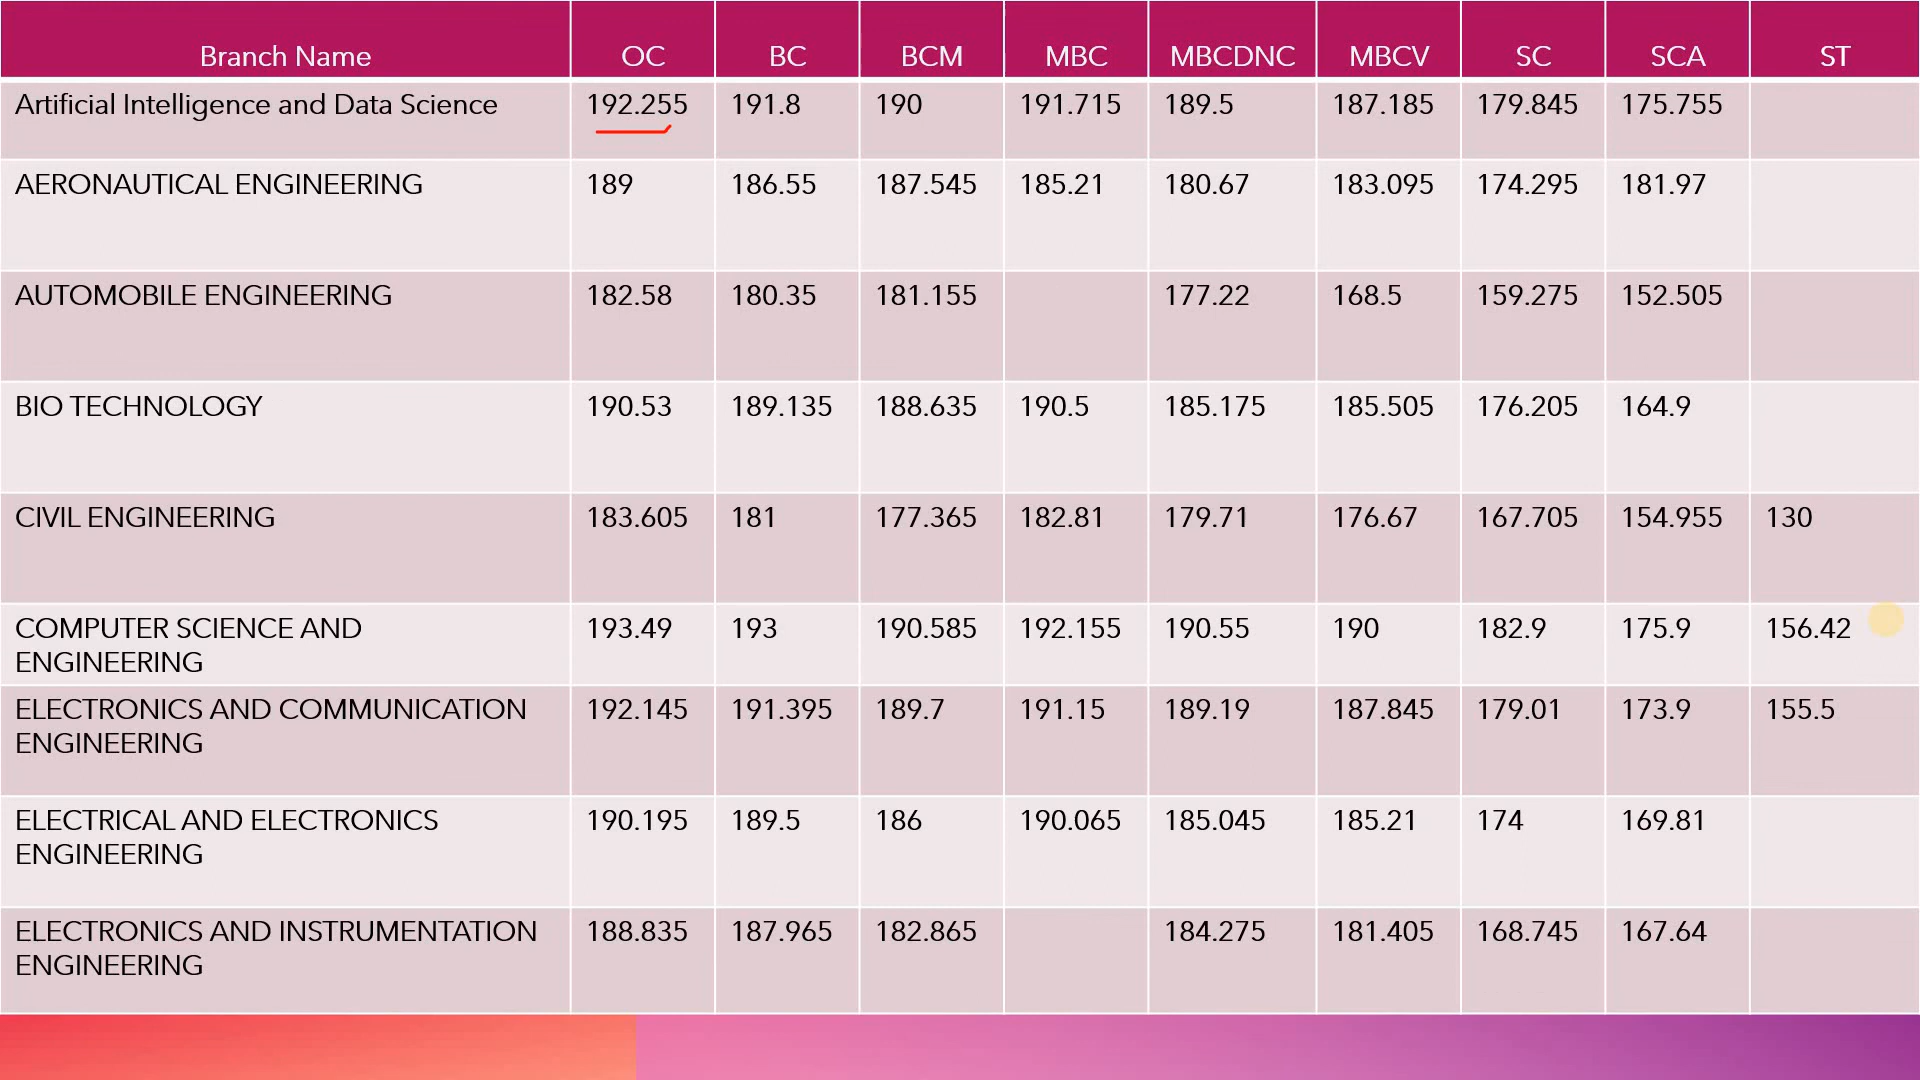 Branch Name OC BC BCM MBC MBCDNC MBCV SC SCA ST
Artificial Intelligence and Data Science 192.255 191.8 190 191.715 189.5 187.185 179.845 175.755
AERONAUTICAL ENGINEERING 189 186.55 187.545 185.21 180.67 183.095 174.295 181.97
AUTOMOBILE ENGINEERING 182.58 180.35 181.155 177.22 168.5 159.275 152.505
BIO TECHNOLOGY 190.53 189.135 188.635 190.5 185.175 185.505 176.205 164.9
CIVIL ENGINEERING 183.605 181 177.365 182.81 179.71 176.67 167.705 154.955 130
COMPUTER SCIENCE AND 193.49 193 190.585 192.155 190.55 190 182.9 175.9 156.42
ENGINEERING
ELECTRONICS AND COMMUNICATION 192.145 191.395 189.7 191.15 189.19 187.845 179.01 173.9 155.5
ENGINEERING
ELECTRICAL AND ELECTRONICS 190.195 189.5 186 190.065 185.045 185.21 174 169.81
ENGINEERING
ELECTRONICS AND INSTRUMENTATION 188.835 187.965 182.865 184.275 181.405 168.745 167.64
ENGINEERING